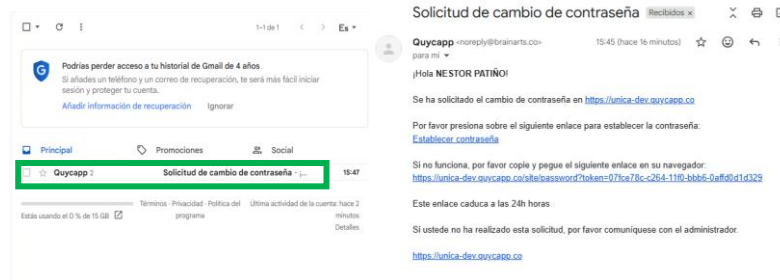 1–1 de 1
Es
Podrías perder acceso a tu historial de Gmail de 4 años
Si añades un teléfono y un correo de recuperación, te será más fácil iniciar
sesión y proteger tu cuenta.
Añadir información de recuperación Ignorar
Principal Promociones Social
Quycapp 2 Solicitud de cambio de contraseña - ¡... 15:47
Estás usando el 0 % de 15 GB
Términos · Privacidad · Política del
programa
Última actividad de la cuenta: hace 2
minutos
Detalles
Solicitud de cambio de contraseña Recibidos x
Quycapp <noreply@brainarts.co> 15:45 (hace 16 minutos)
para mí
¡Hola NESTOR PATIÑO!
Se ha solicitado el cambio de contraseña en https://unica-dev.quycapp.co
Por favor presiona sobre el siguiente enlace para establecer la contraseña:
Establecer contraseña
Si no funciona, por favor copie y pegue el siguiente enlace en su navegador:
https://unica-dev.quycapp.co/site/password?token=07fce78c-c264-11f0-bbb6-0affd0d1d329
Este enlace caduca a las 24h horas
Sí ustede no ha realizado esta solicitud, por favor comuníquese con el administrador.
https://unica-dev.quycapp.co